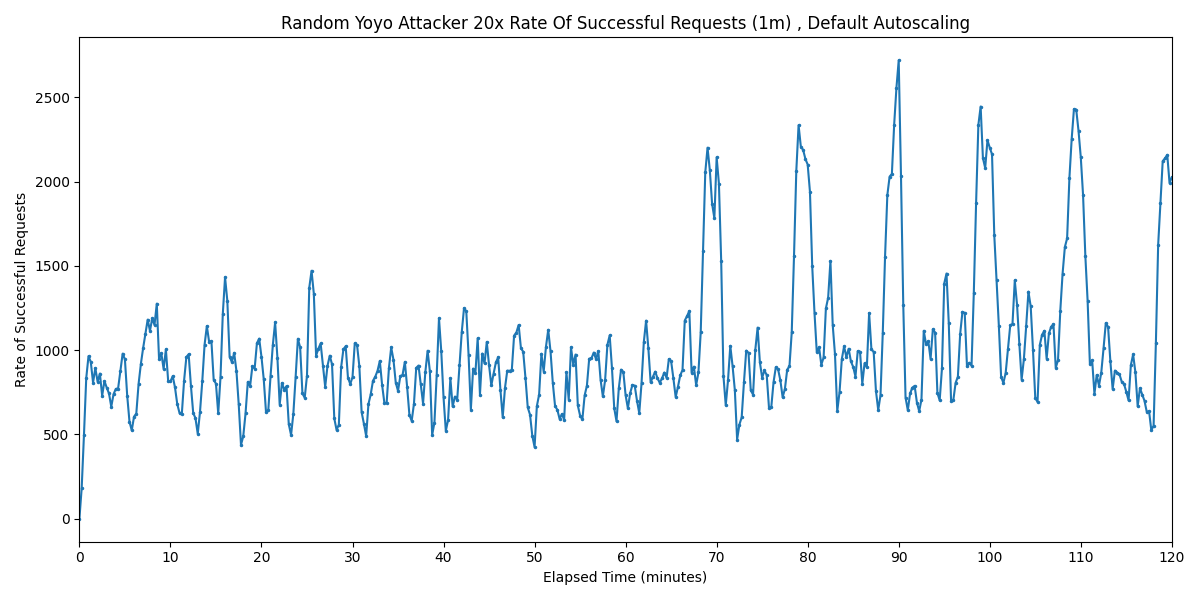 Random Yoyo Attacker 20x Rate Of Successful Requests (1m) , Default Autoscaling
Rate of Successful Requests
2500
2000
1500
1000
500
0
0 10 20 30 40 50 60 70 80 90 100 110 120
Elapsed Time (minutes)